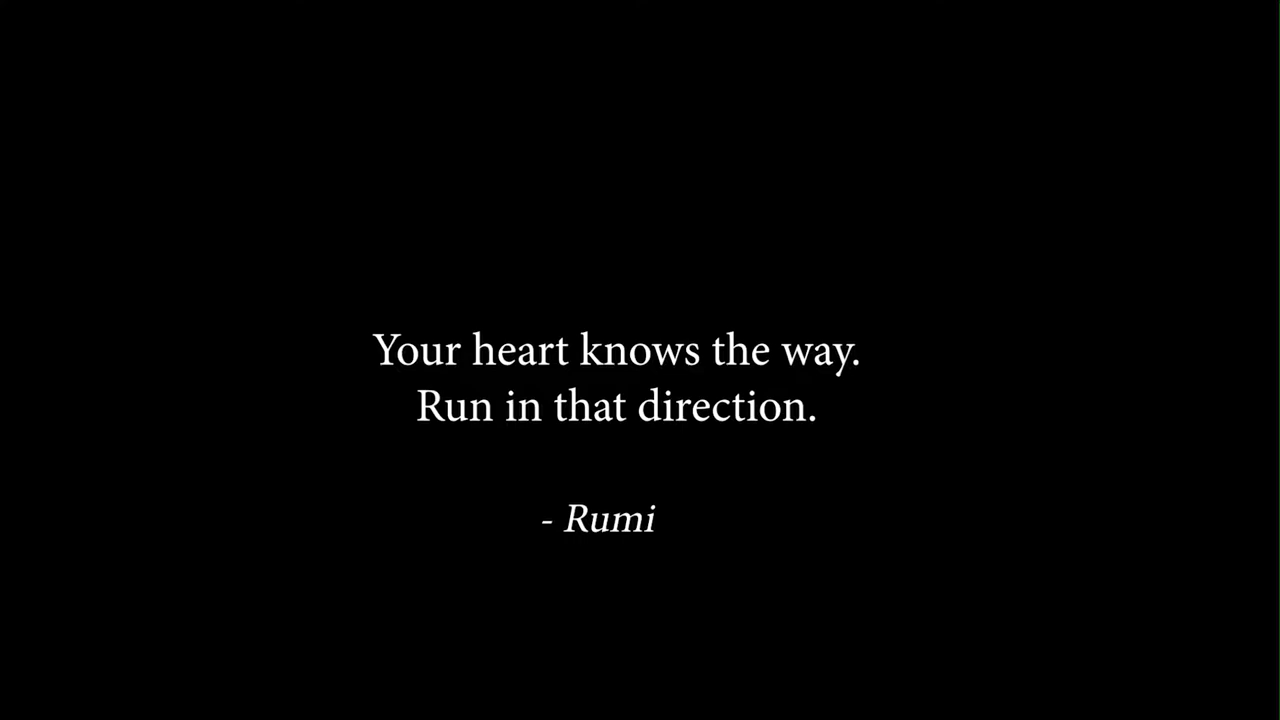 Your heart knows the way.
Run in that direction.
- Rumi